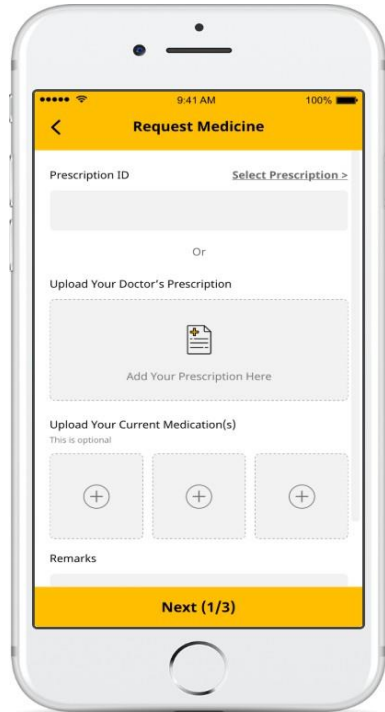 9:41 AM 100%
Request Medicine
Prescription ID Select Prescription >
Or
Upload Your Doctor's Prescription
Add Your Prescription Here
Upload Your Current Medication(s)
This is optional
Remarks
Next (1/3)